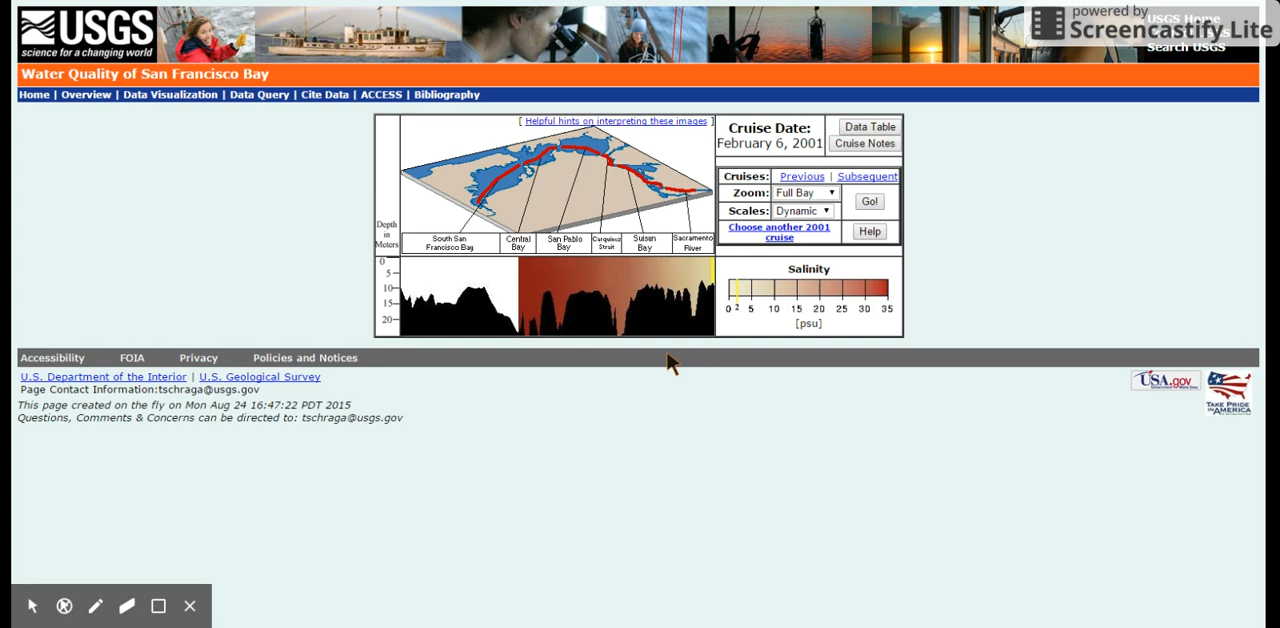 USGS
science for a changing world
powered by
Screencastify Lite
USGS Home
Search USGS
Water Quality of San Francisco Bay
Home | Overview | Data Visualization | Data Query | Cite Data | ACCESS | Bibliography
[ Helpful hints on interpreting these images ]
Cruise Date:
February 6, 2001
Data Table
Cruise Notes
Cruises: Previous | Subsequent
Zoom: Full Bay
Go!
Scales: Dynamic
Choose another 2001 cruise
Help
Depth
in
Meters
South San
Francisco Bay
Central
Bay
San Pablo
Bay
Carquinez
Strait
Suisun
Bay
Sacramento
River
0
5
10
15
20
Salinity
0 2 5 10 15 20 25 30 35
[psu]
Accessibility FOIA Privacy Policies and Notices
U.S. Department of the Interior | U.S. Geological Survey
Page Contact Information:tschraga@usgs.gov
This page created on the fly on Mon Aug 24 16:47:22 PDT 2015
Questions, Comments & Concerns can be directed to: tschraga@usgs.gov
USA.gov
TAKE PRIDE
IN AMERICA